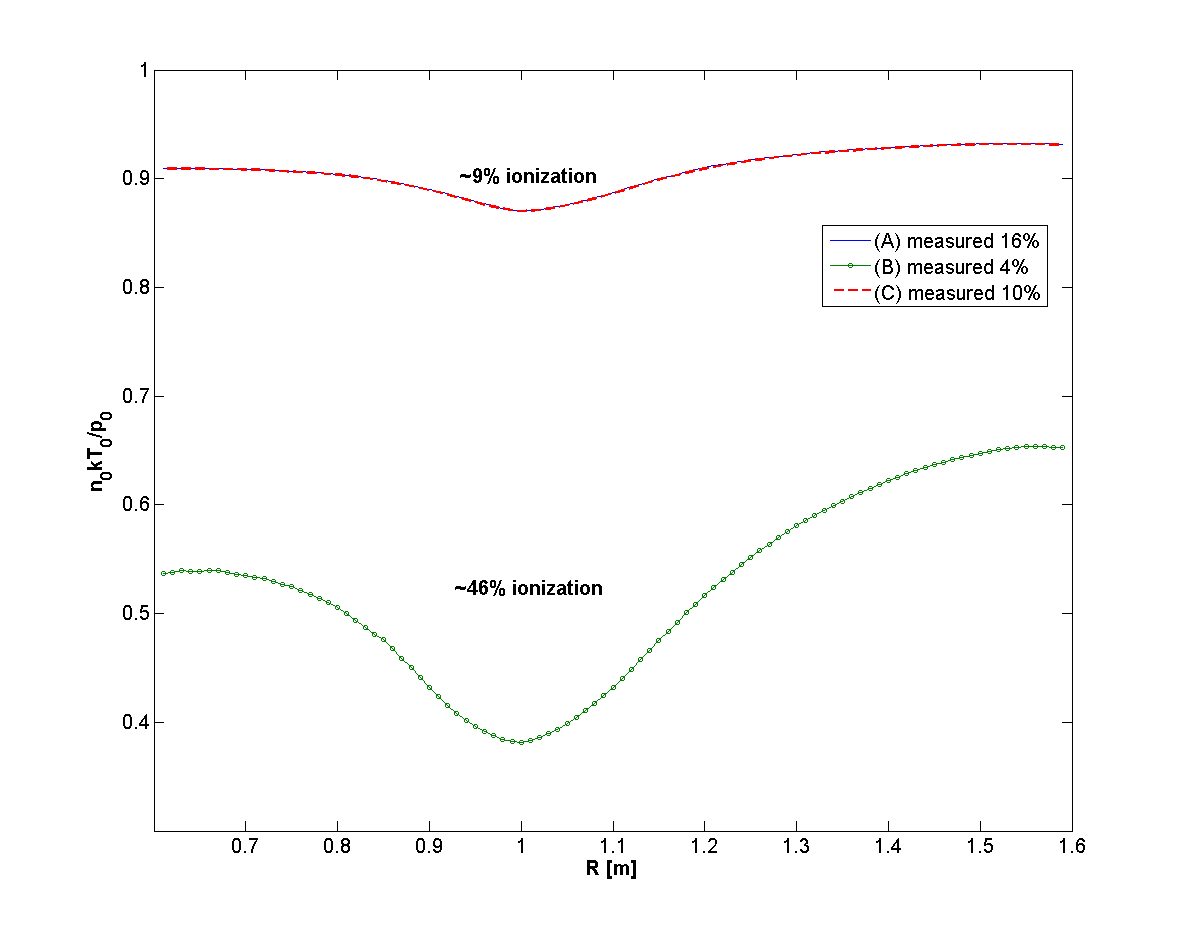 1
0.9
0.8
0.7
0.6
0.5
0.4
n0kT0/p0
~9% ionization
(A) measured 16%
(B) measured 4%
(C) measured 10%
~46% ionization
0.7 0.8 0.9 1 1.1 1.2 1.3 1.4 1.5 1.6
R [m]